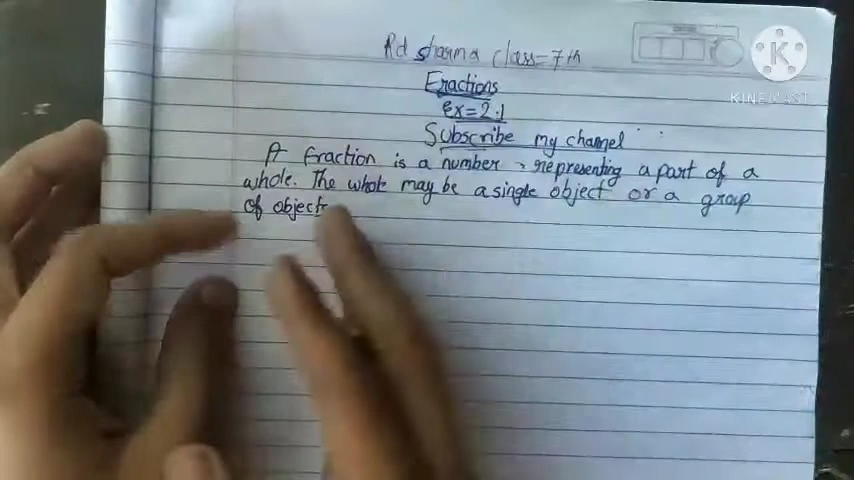 Rd sharma class=7th
Fractions
Ex=2.1
Subscribe my channel
A fraction is a number, representing a part of a
whole. The whole may be a single object or a group
of objects
K
KINEMASTER